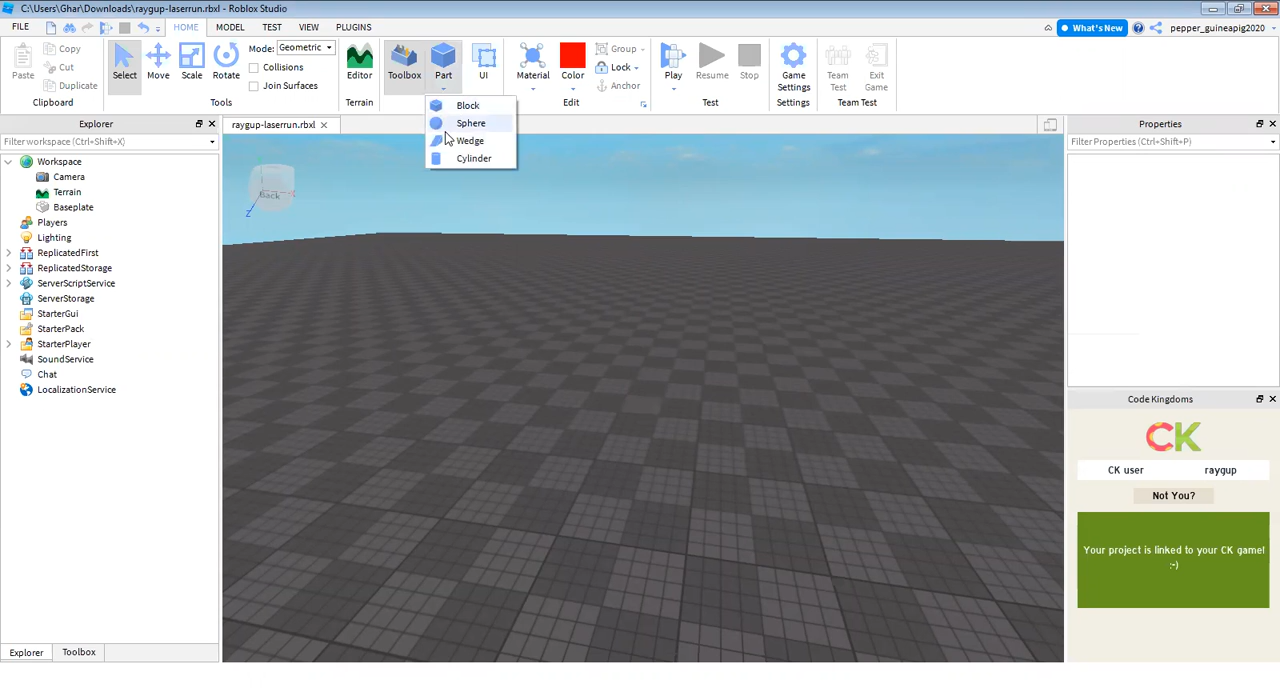 C:\Users\Ghar\Downloads\raygup-laserrun.rbxl - Roblox Studio
FILE HOME MODEL TEST VIEW PLUGINS What's New pepper_guineapig2020
Paste Copy Cut Duplicate Clipboard
Select Move Scale Rotate Mode: Geometric Collisions Join Surfaces Tools
Editor Terrain
Toolbox Part UI
Material Color Group Lock Anchor Edit
Play Resume Stop Test
Game Settings Settings
Team Test Exit Game Team Test
Block
Sphere
Wedge
Cylinder
Explorer
Filter workspace (Ctrl+Shift+X)
Workspace
Camera
Terrain
Baseplate
Players
Lighting
ReplicatedFirst
ReplicatedStorage
ServerScriptService
ServerStorage
StarterGui
StarterPack
StarterPlayer
SoundService
Chat
LocalizationService
Explorer Toolbox
raygup-laserrun.rbxl
Back
Z
Properties
Filter Properties (Ctrl+Shift+P)
Code Kingdoms
CK
CK user raygup
Not You?
Your project is linked to your CK game!
:-)